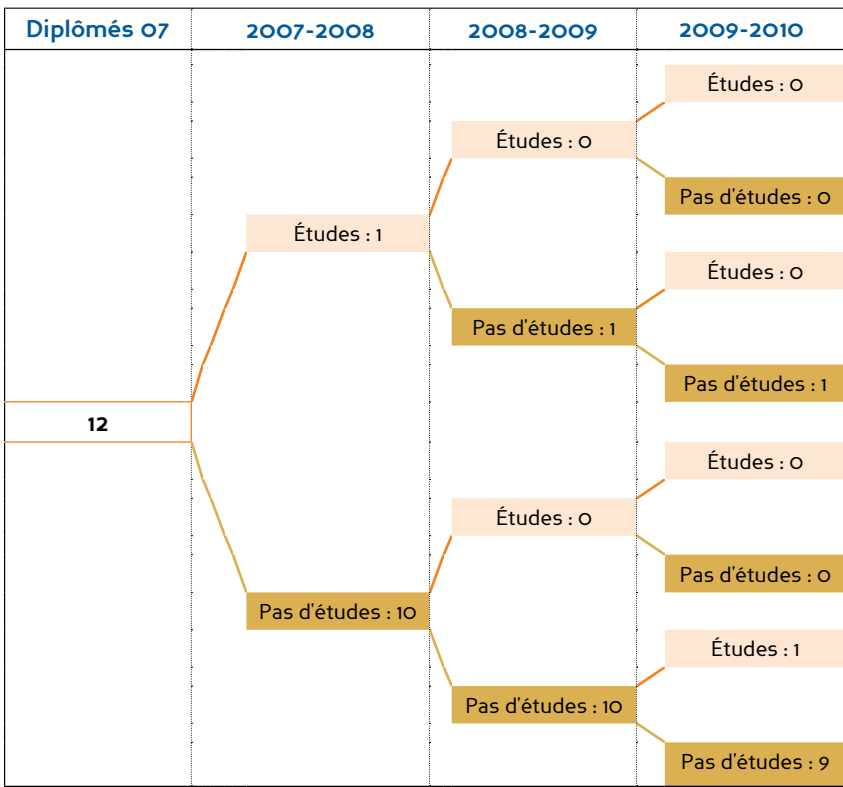 Diplômés 07 2007-2008 2008-2009 2009-2010
Études : 0
Études : 0
Pas d'études : 0
Études : 1
Études : 0
Pas d'études : 1
Pas d'études : 1
12
Études : 0
Études : 0
Pas d'études : 0
Pas d'études : 10
Études : 1
Pas d'études : 10
Pas d'études : 9